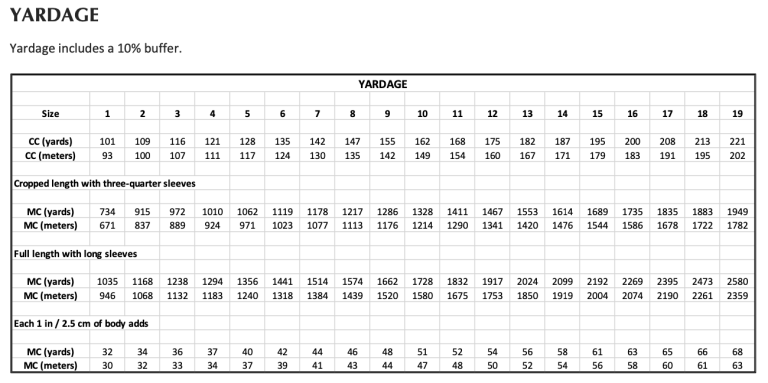 YARDAGE
Yardage includes a 10% buffer.
YARDAGE
Size 1 2 3 4 5 6 7 8 9 10 11 12 13 14 15 16 17 18 19
CC (yards) 101 109 116 121 128 135 142 147 155 162 168 175 182 187 195 200 208 213 221
CC (meters) 93 100 107 111 117 124 130 135 142 149 154 160 167 171 179 183 191 195 202
Cropped length with three-quarter sleeves
MC (yards) 734 915 972 1010 1062 1119 1178 1217 1286 1328 1411 1467 1553 1614 1689 1735 1835 1883 1949
MC (meters) 671 837 889 924 971 1023 1077 1113 1176 1214 1290 1341 1420 1476 1544 1586 1678 1722 1782
Full length with long sleeves
MC (yards) 1035 1168 1238 1294 1356 1441 1514 1574 1662 1728 1832 1917 2024 2099 2192 2269 2395 2473 2580
MC (meters) 946 1068 1132 1183 1240 1318 1384 1439 1520 1580 1675 1753 1850 1919 2004 2074 2190 2261 2359
Each 1 in / 2.5 cm of body adds
MC (yards) 32 34 36 37 40 42 44 46 48 51 52 54 56 58 61 63 65 66 68
MC (meters) 30 32 33 34 37 39 41 43 44 47 48 50 52 54 56 58 60 61 63